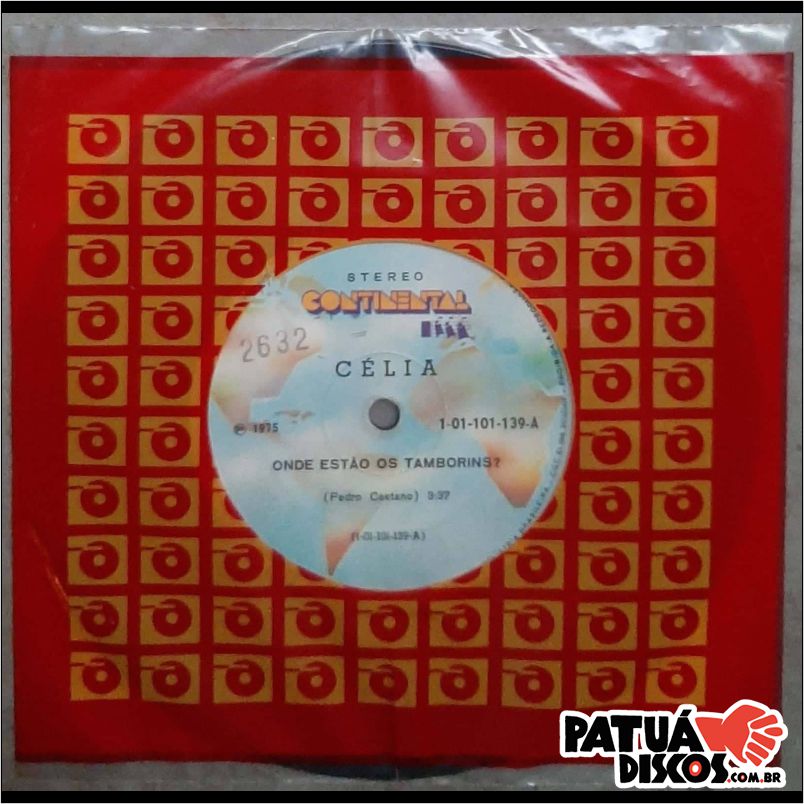 STEREO
CONTINENTAL
2632
CÉLIA
℗ 1975
1-01-101-139-A
ONDE ESTÃO OS TAMBORINS?
(Pedro Caetano) 3:37
(1-01-101-139-A)
PATUÁ
DISCOS.COM.BR